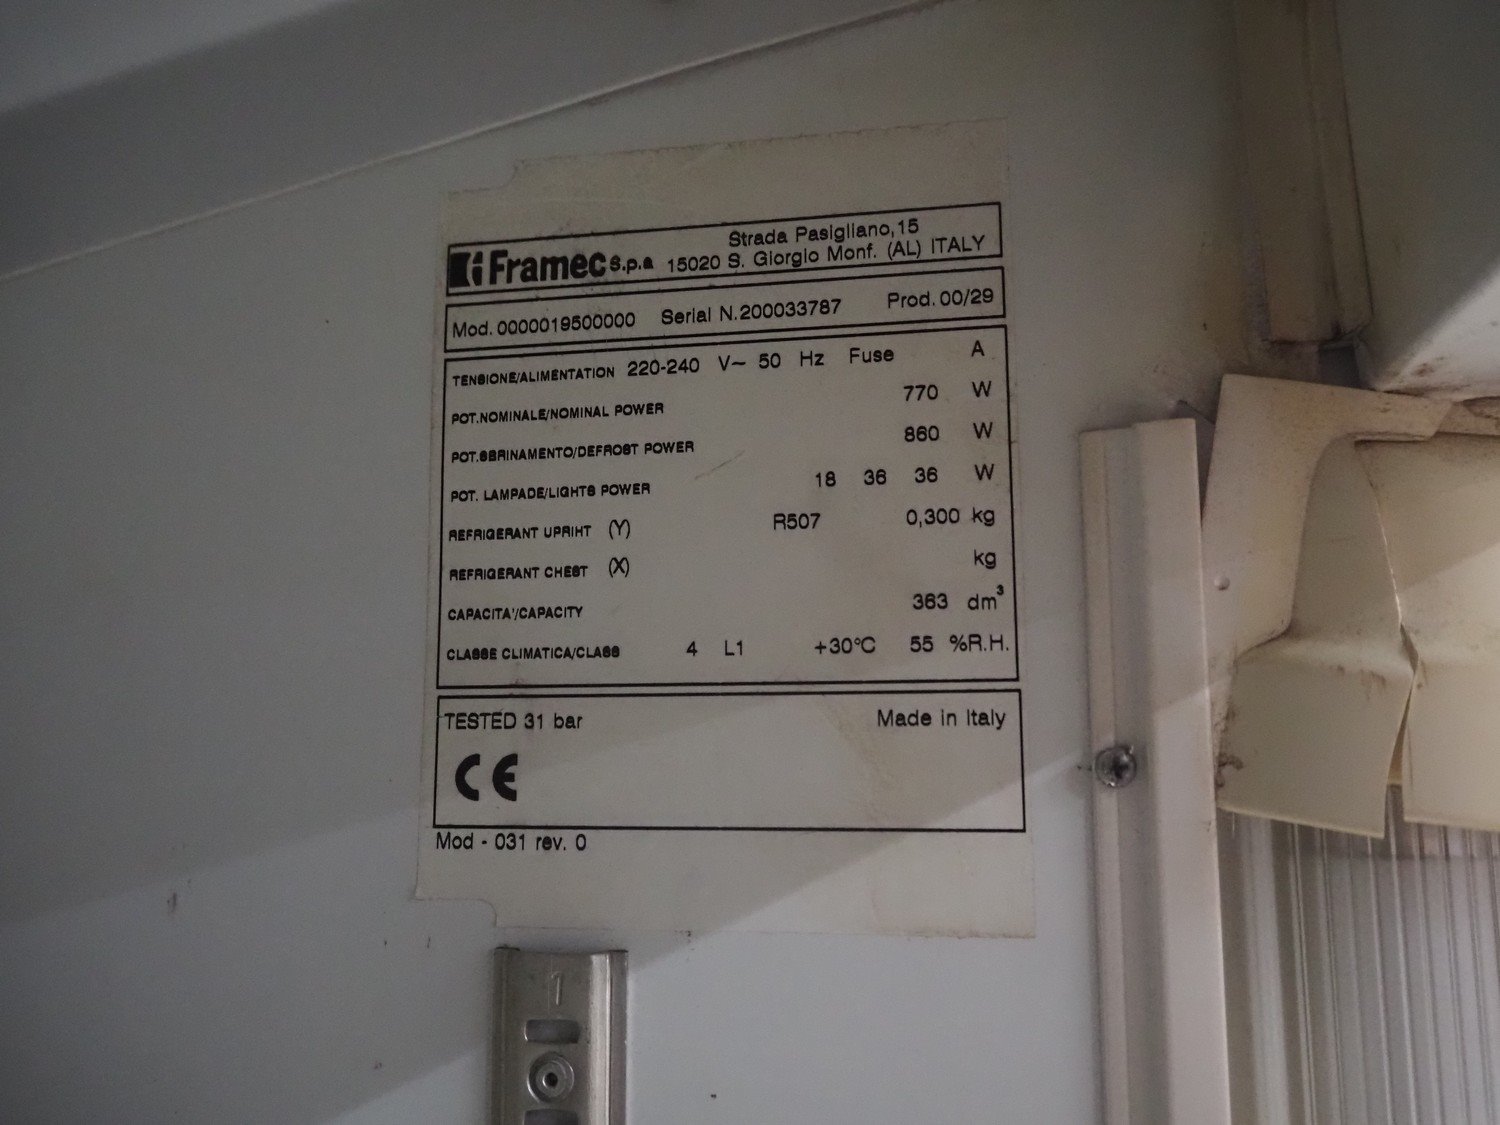 Framec S.p.a
Strada Pasigliano,15
15020 S. Giorgio Monf. (AL) ITALY
Mod. 0000019500000 Serial N.200033787 Prod. 00/29
TENSIONE/ALIMENTATION 220-240 V~ 50 Hz Fuse A
POT.NOMINALE/NOMINAL POWER 770 W
POT.SBRINAMENTO/DEFROST POWER 860 W
POT. LAMPADE/LIGHTS POWER 18 36 36 W
REFRIGERANT UPRIHT (Y) R507 0,300 kg
REFRIGERANT CHEST (X) kg
CAPACITA'/CAPACITY 363 dm³
CLASSE CLIMATICA/CLASS 4 L1 +30°C 55 %R.H.
TESTED 31 bar Made in Italy
CE
Mod - 031 rev. 0
1